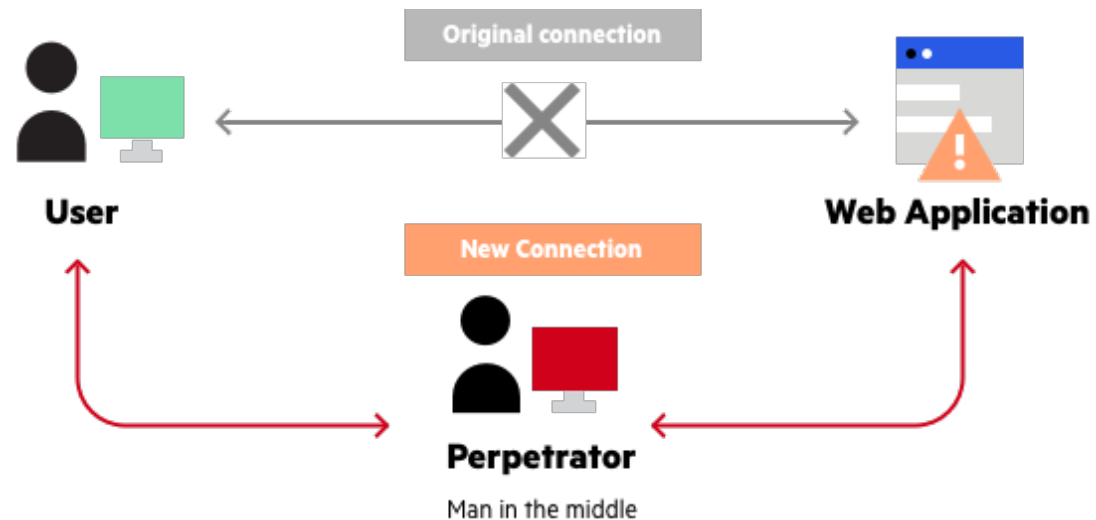 Original connection
User
Web Application
New Connection
Perpetrator
Man in the middle